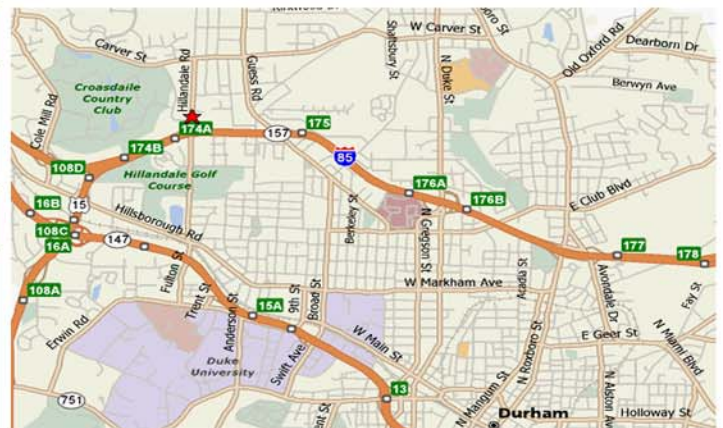 Kirkwood Dr
W Carver St
Carver St
Shaftsbury St
N Duke St
Old Oxford Rd
Dearborn Dr
Berwyn Ave
Hillandale Rd
Guess Rd
Croasdaile
Country
Club
Cole Mill Rd
174A
157
175
174B
85
108D
Hillandale Golf
Course
176A
176B
E Club Blvd
16B
15
Hillsborough Rd
108C
16A
147
Berkeley St
N Gregson St
177
178
108A
Fulton St
Trent St
Anderson St
15A
9th St
Broad St
W Markham Ave
Acadia St
Avondale Dr
Fay St
Erwin Rd
Duke
University
Swift Ave
W Main St
N Roxboro St
E Geer St
N Miami Blvd
751
13
N Mangum St
Durham
N Alston Ave
Holloway St